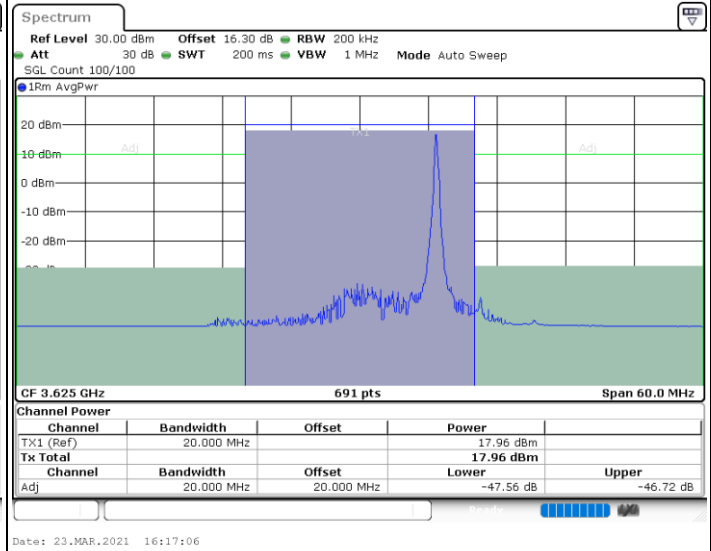 Spectrum
Ref Level 30.00 dBm Offset 16.30 dB RBW 200 kHz
Att 30 dB SWT 200 ms VBW 1 MHz Mode Auto Sweep
SGL Count 100/100
1Rm AvgPwr
20 dBm
TX1
Adj Adj
10 dBm
0 dBm
-10 dBm
-20 dBm
CF 3.625 GHz 691 pts Span 60.0 MHz
Channel Power
Channel Bandwidth Offset Power
TX1 (Ref) 20.000 MHz 17.96 dBm
Tx Total 17.96 dBm
Channel Bandwidth Offset Lower Upper
Adj 20.000 MHz 20.000 MHz -47.56 dB -46.72 dB
Ready
Date: 23.MAR.2021 16:17:06